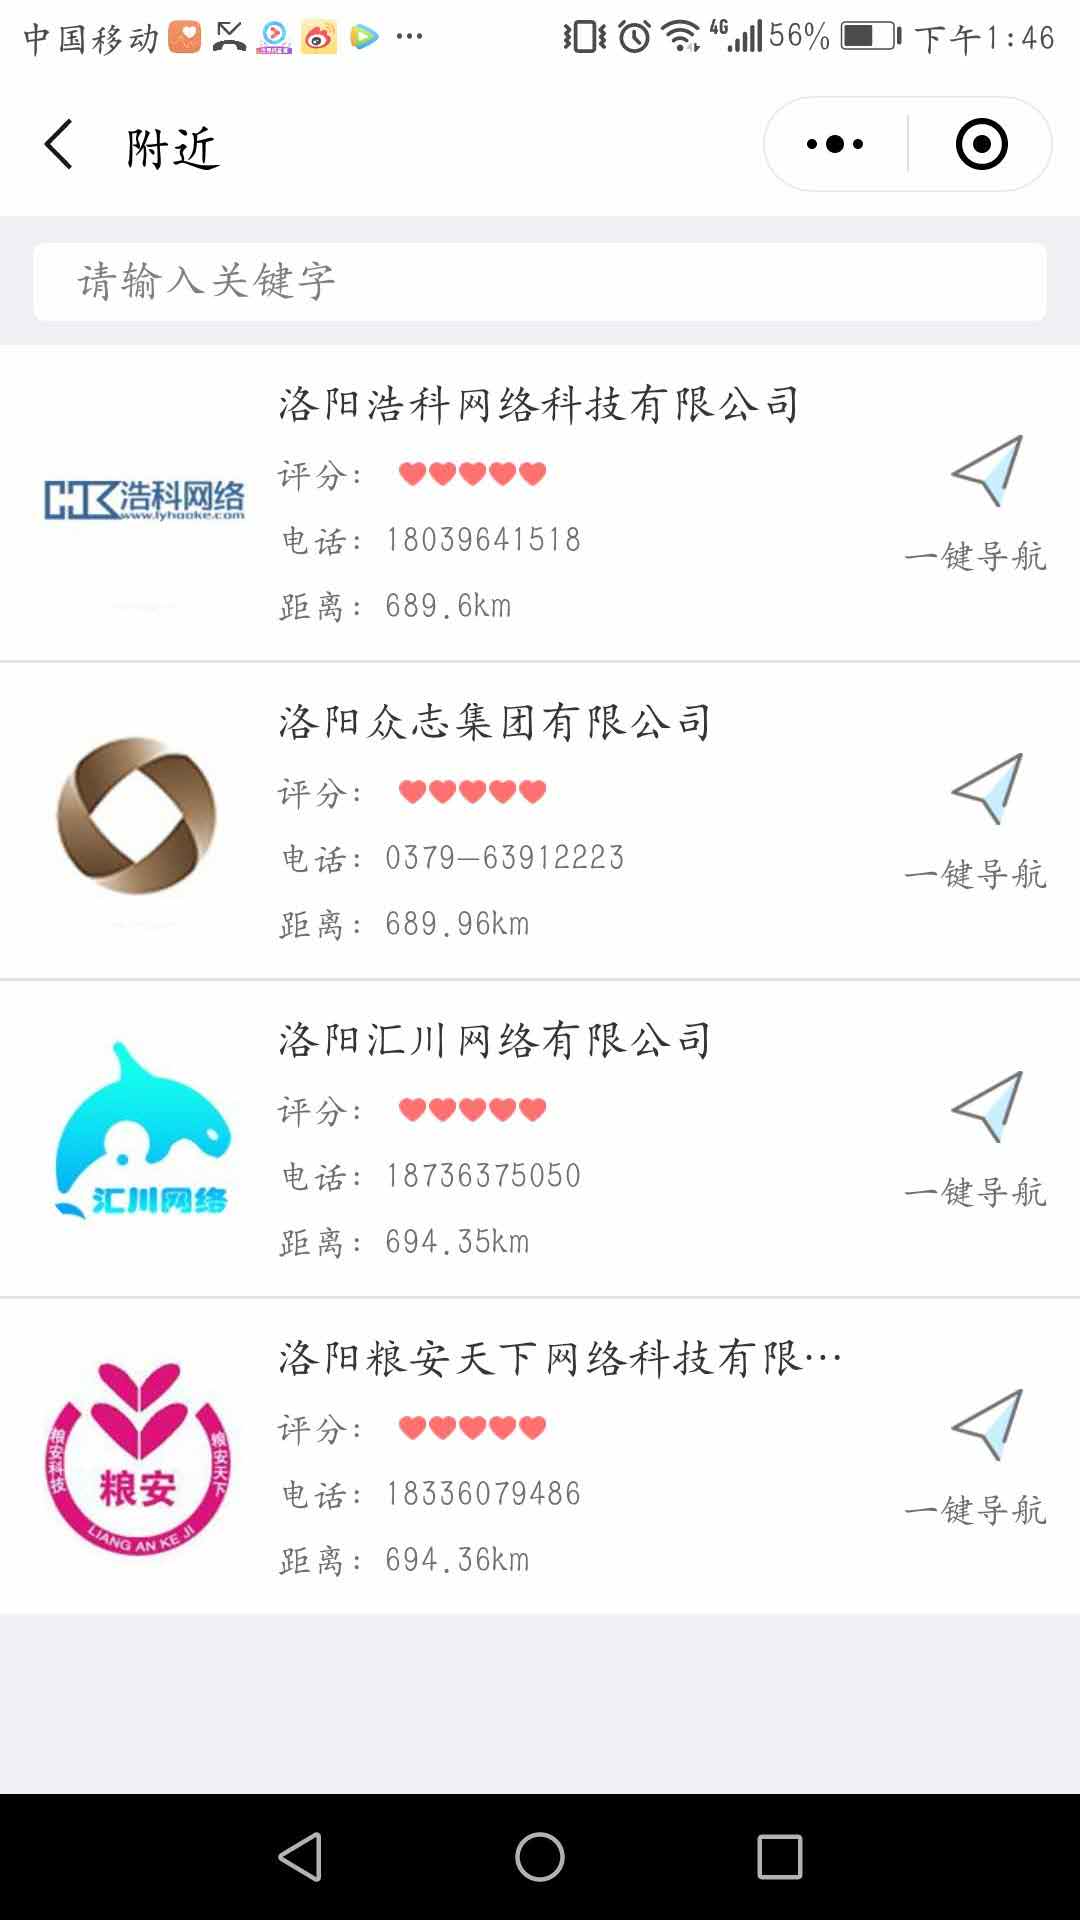 中国移动 4G 56% 下午1:46
附近
请输入关键字
洛阳浩科网络科技有限公司
评分：
浩科网络
www.lyhaoke.com
电话：18039641518
一键导航
距离：689.6km
洛阳众志集团有限公司
评分：
电话：0379-63912223
一键导航
距离：689.96km
洛阳汇川网络有限公司
评分：
电话：18736375050
汇川网络
一键导航
距离：694.35km
洛阳粮安天下网络科技有限…
评分：
粮安科技
粮安天下
粮安
LIANG AN KE JI
电话：18336079486
一键导航
距离：694.36km